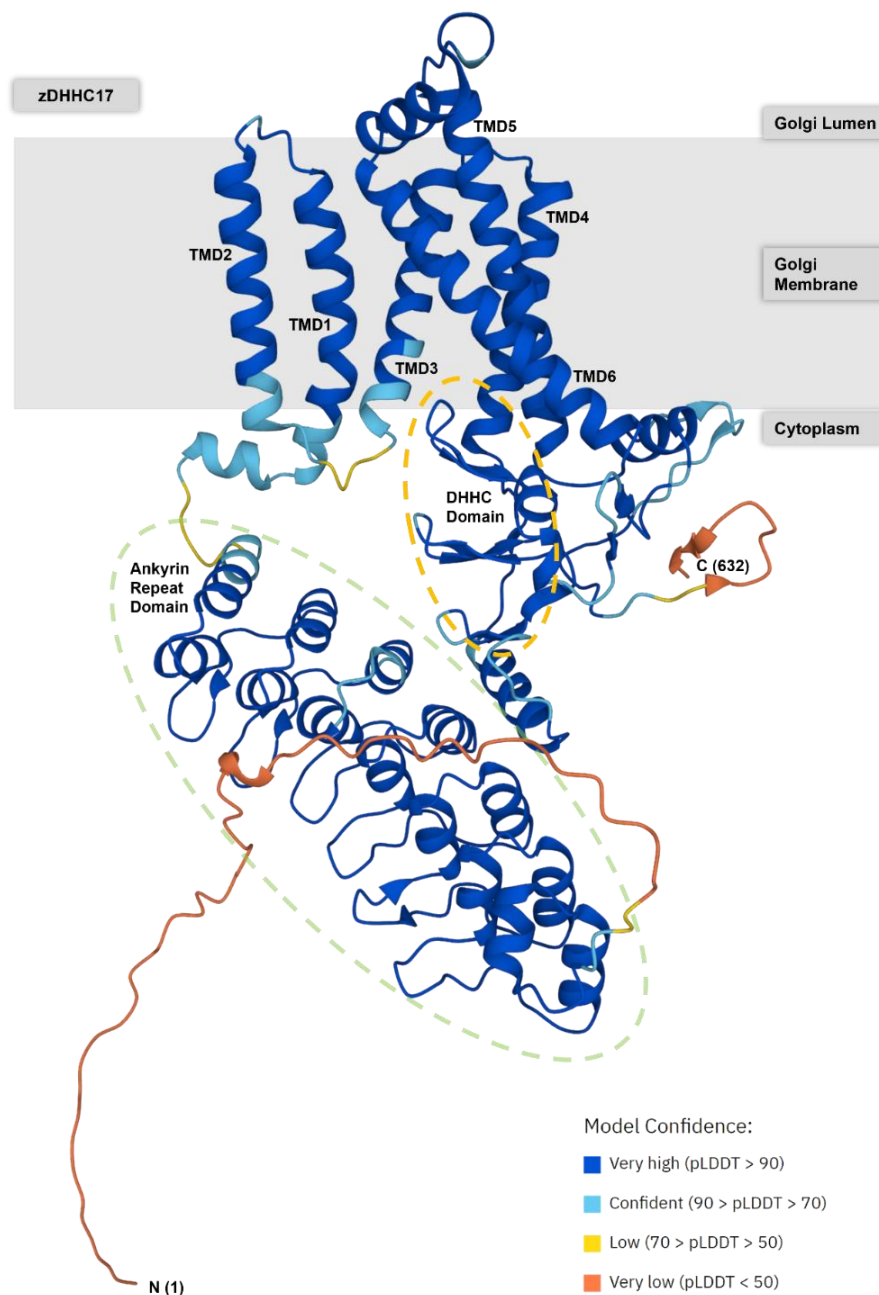 zDHHC17
Golgi Lumen
TMD5
TMD4
TMD2
Golgi
Membrane
TMD1
TMD3
TMD6
Cytoplasm
DHHC
Domain
C (632)
Ankyrin
Repeat
Domain
Model Confidence:
Very high (pLDDT > 90)
Confident (90 > pLDDT > 70)
Low (70 > pLDDT > 50)
Very low (pLDDT < 50)
N (1)